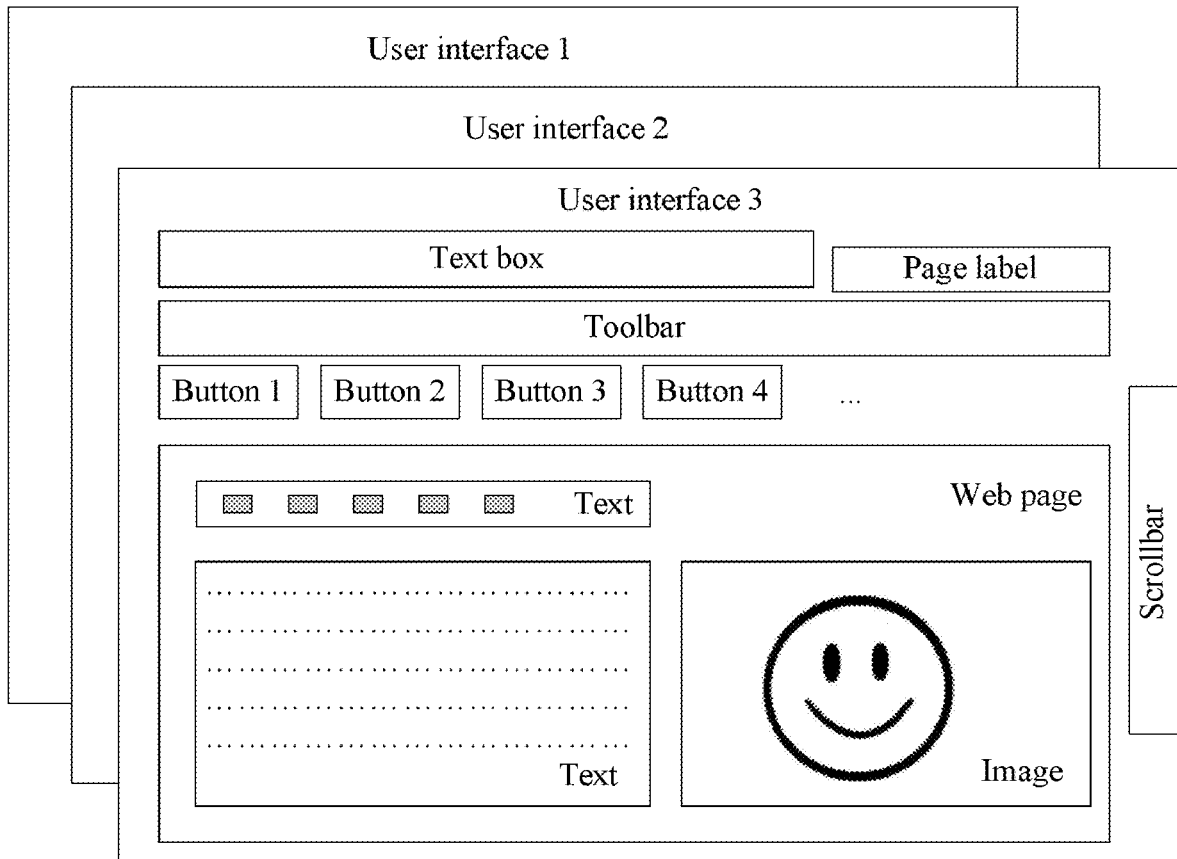 User interface 1
User interface 2
User interface 3
Text box
Page label
Toolbar
Button 1
Button 2
Button 3
Button 4
...
Web page
Text
Scrollbar
Text
Image